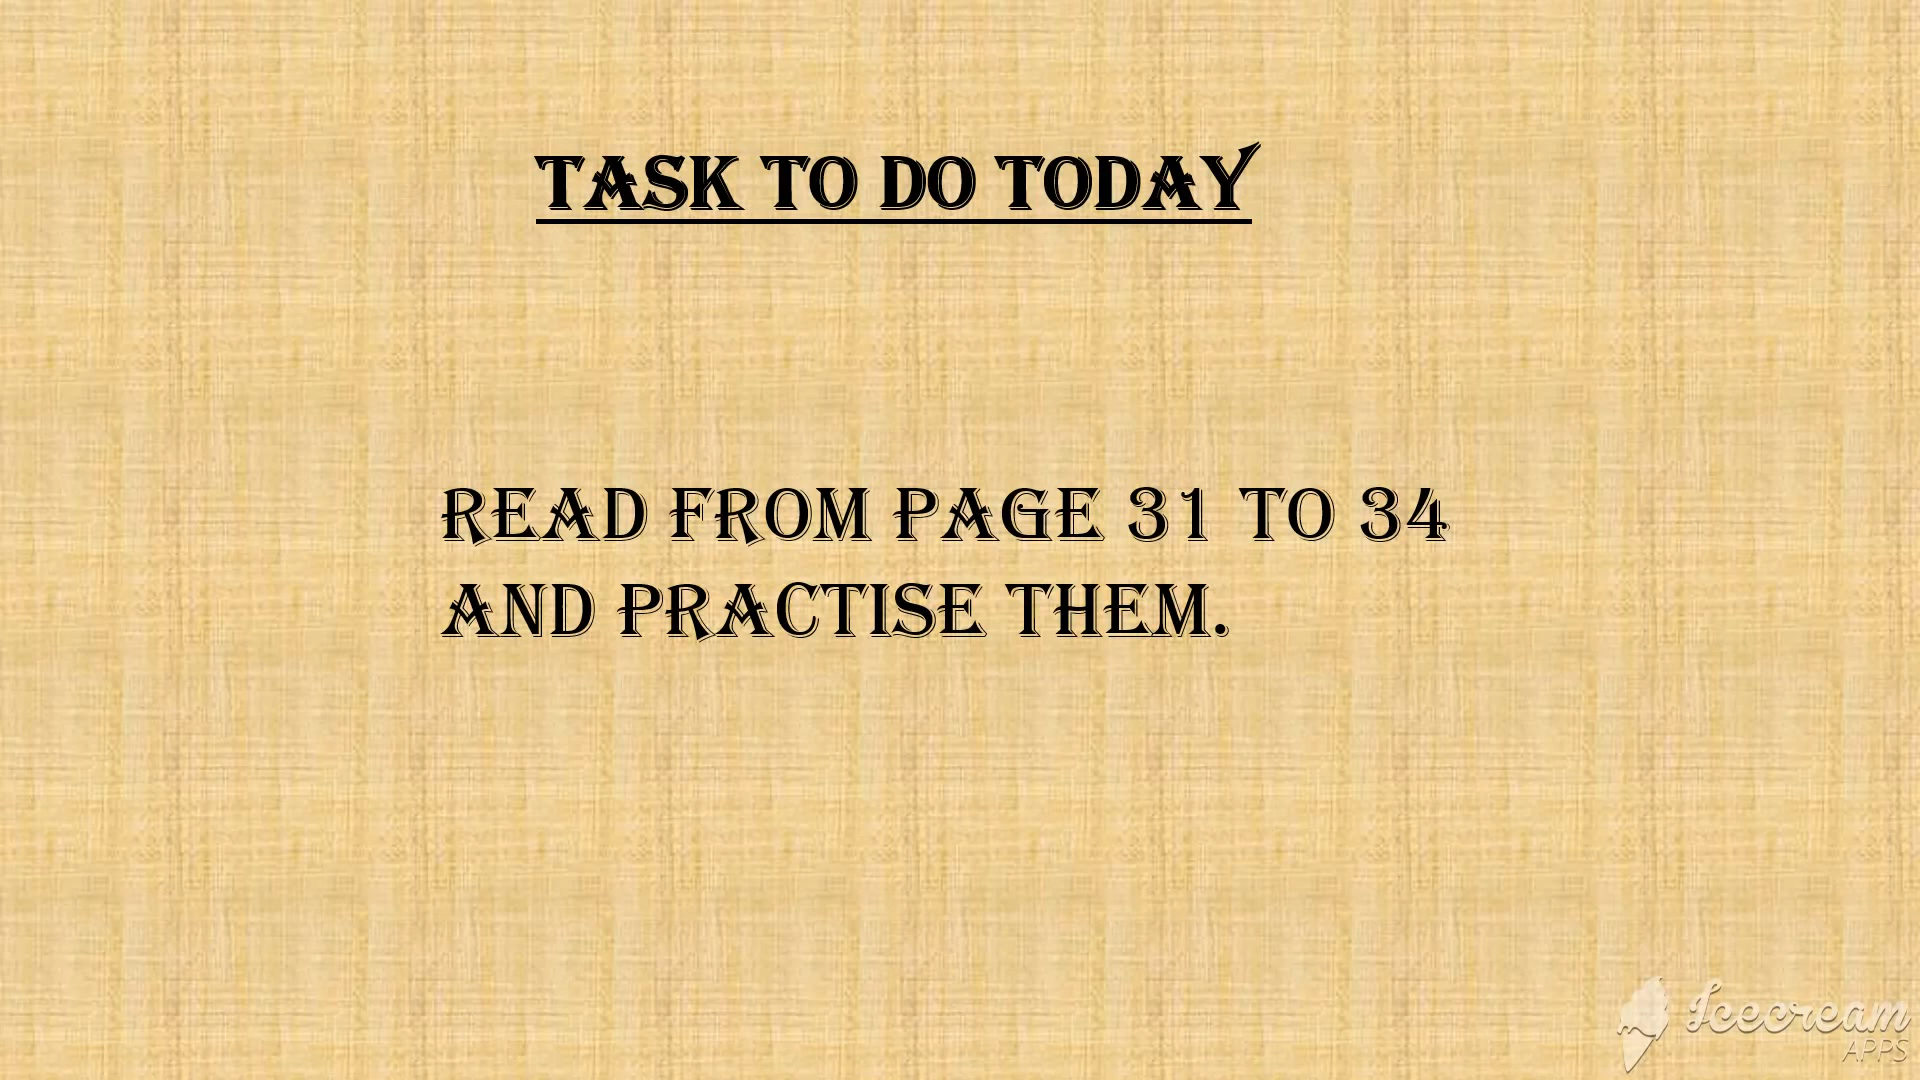 TASK TO DO TODAY
READ FROM PAGE 31 TO 34
AND PRACTISE THEM.
Icecream
APPS